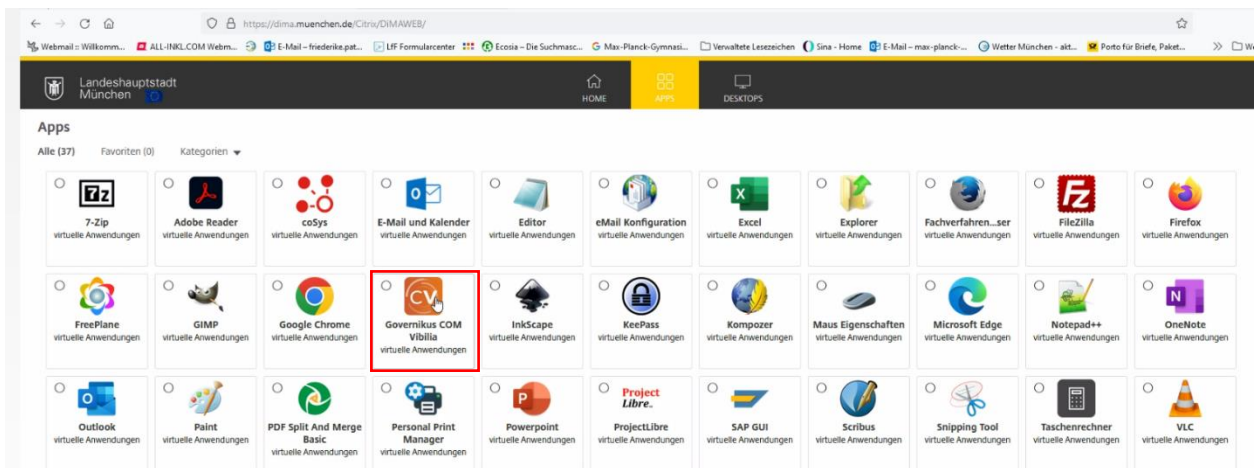 https://dima.muenchen.de/Citrix/DiMAWEB/
Webmail :: Willkomm... ALL-INKL.COM Webm... E-Mail – friederike.pat... LfF Formularcenter Ecosia – Die Suchmasc... Max-Planck-Gymnasi... Verwaltete Lesezeichen Sina - Home E-Mail – max-planck-... Wetter München - akt... Porto für Briefe, Paket...
Landeshauptstadt
München
HOME APPS DESKTOPS
Apps
Alle (37) Favoriten (0) Kategorien
7z
X
Fz
7-Zip Adobe Reader coSys E-Mail und Kalender Editor eMail Konfiguration Excel Explorer Fachverfahren...ser FileZilla Firefox
virtuelle Anwendungen virtuelle Anwendungen virtuelle Anwendungen virtuelle Anwendungen virtuelle Anwendungen virtuelle Anwendungen virtuelle Anwendungen virtuelle Anwendungen virtuelle Anwendungen virtuelle Anwendungen virtuelle Anwendungen
CV
N
FreePlane GIMP Google Chrome Governikus COM Vibilia InkScape KeePass Kompozer Maus Eigenschaften Microsoft Edge Notepad++ OneNote
virtuelle Anwendungen virtuelle Anwendungen virtuelle Anwendungen virtuelle Anwendungen virtuelle Anwendungen virtuelle Anwendungen virtuelle Anwendungen virtuelle Anwendungen virtuelle Anwendungen virtuelle Anwendungen virtuelle Anwendungen
P
Project
Libre
Outlook Paint PDF Split And Merge Basic Personal Print Manager Powerpoint ProjectLibre SAP GUI Scribus Snipping Tool Taschenrechner VLC
virtuelle Anwendungen virtuelle Anwendungen virtuelle Anwendungen virtuelle Anwendungen virtuelle Anwendungen virtuelle Anwendungen virtuelle Anwendungen virtuelle Anwendungen virtuelle Anwendungen virtuelle Anwendungen virtuelle Anwendungen